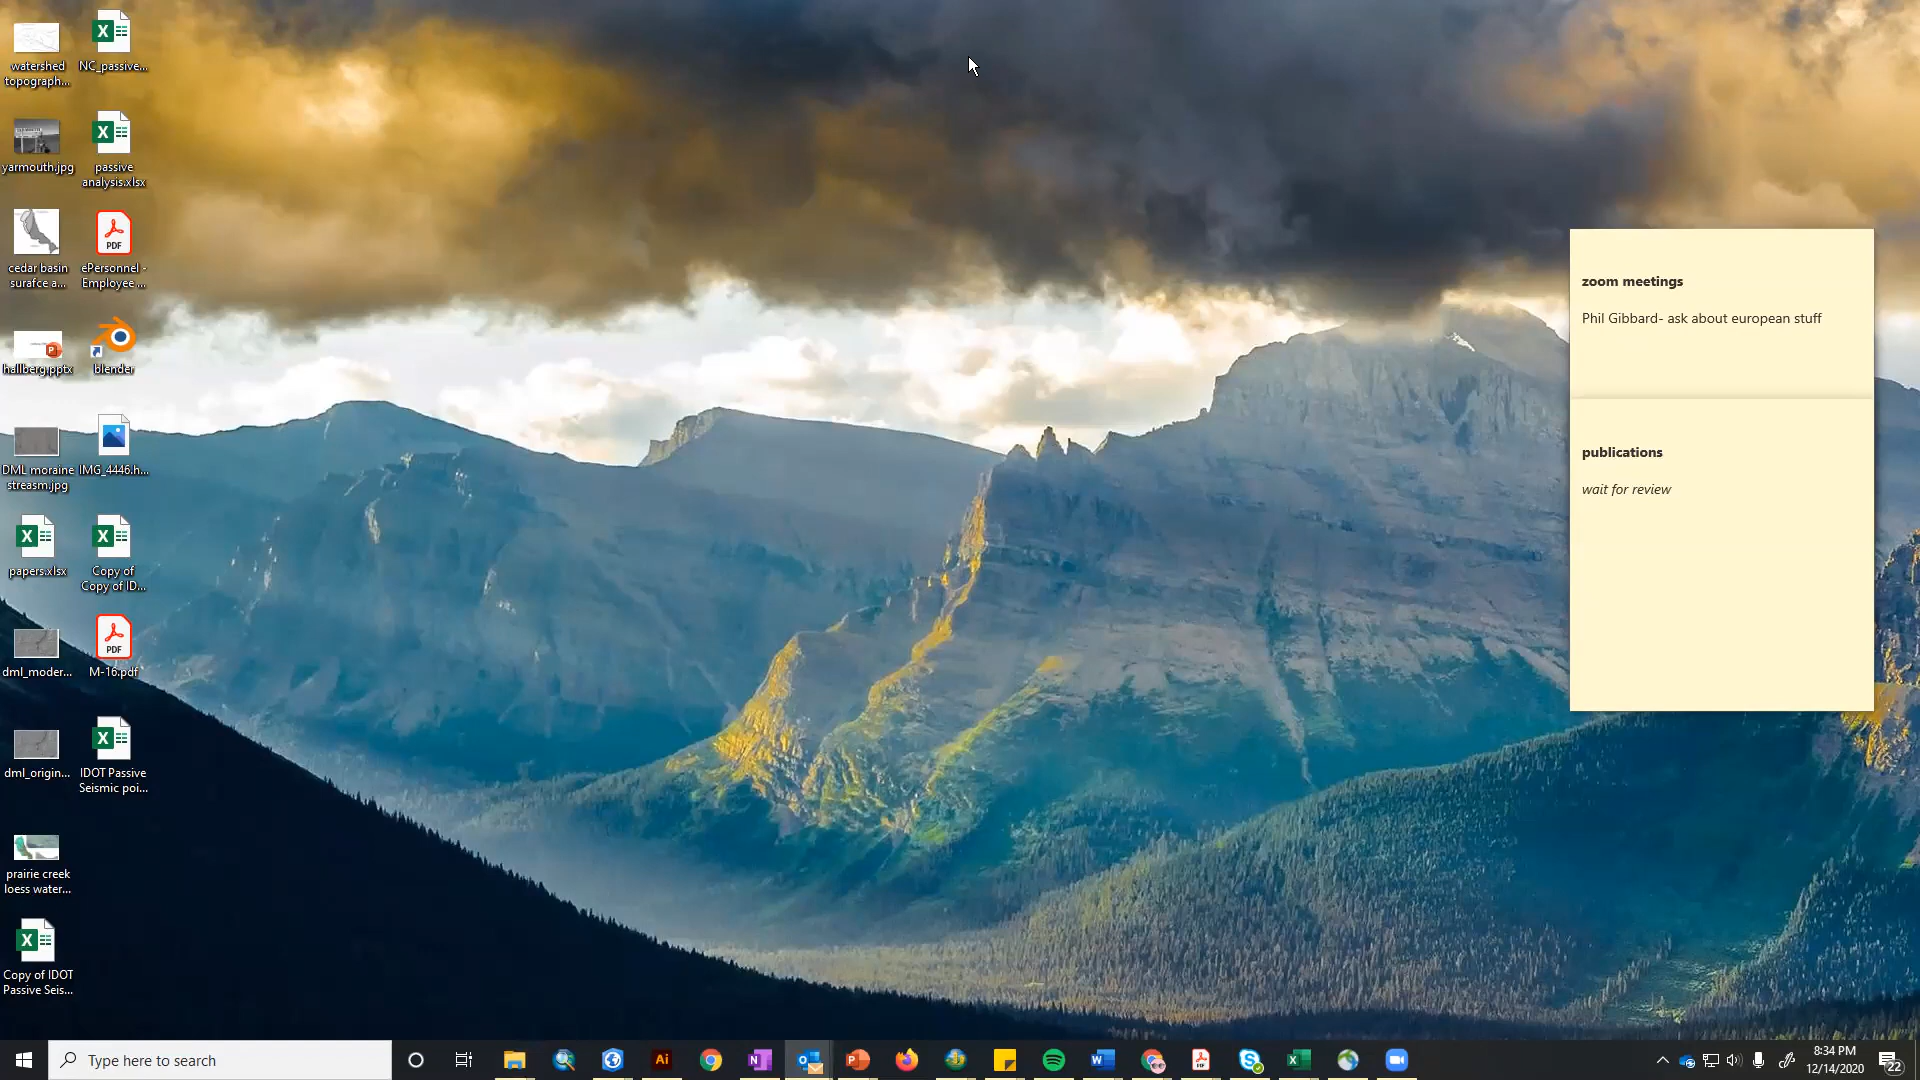 watershed
topograph...
NC_passive...
yarmouth.jpg
passive
analysis.xlsx
cedar basin
surafce a...
PDF
ePersonnel -
Employee ...
hallberg.pptx
blender
DML moraine
streasm.jpg
IMG_4446.h...
papers.xlsx
Copy of
Copy of ID...
dml_moder...
PDF
M-16.pdf
dml_origin...
IDOT Passive
Seismic poi...
prairie creek
loess water...
Copy of IDOT
Passive Seis...
zoom meetings
Phil Gibbard- ask about european stuff
publications
wait for review
Type here to search
8:34 PM
12/14/2020
22